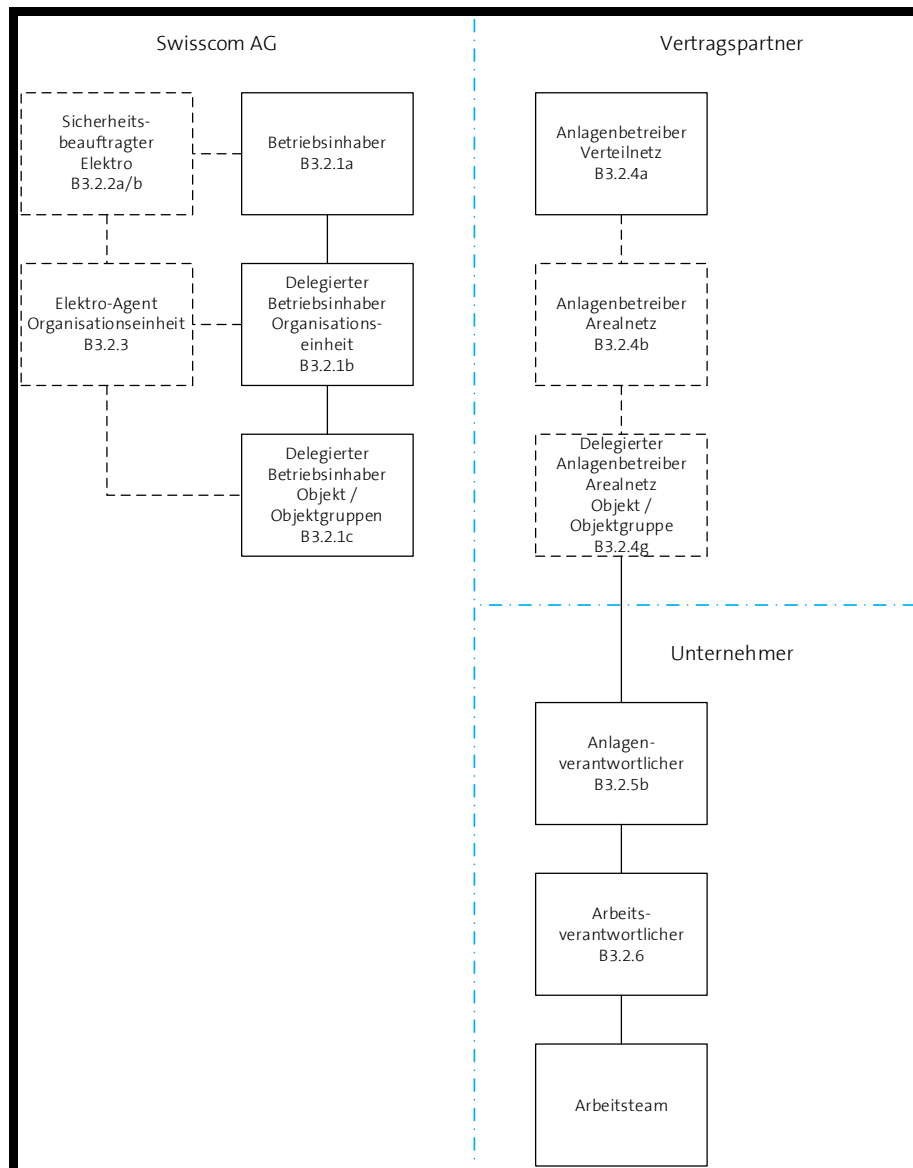 Swisscom AG
Vertragspartner
Sicherheits-
beauftragter
Elektro
B3.2.2a/b
Betriebsinhaber
B3.2.1a
Anlagenbetreiber
Verteilnetz
B3.2.4a
Elektro-Agent
Organisationseinheit
B3.2.3
Delegierter
Betriebsinhaber
Organisations-
einheit
B3.2.1b
Anlagenbetreiber
Arealnetz
B3.2.4b
Delegierter
Betriebsinhaber
Objekt /
Objektgruppen
B3.2.1c
Delegierter
Anlagenbetreiber
Arealnetz
Objekt /
Objektgruppe
B3.2.4g
Unternehmer
Anlagen-
verantwortlicher
B3.2.5b
Arbeits-
verantwortlicher
B3.2.6
Arbeitsteam